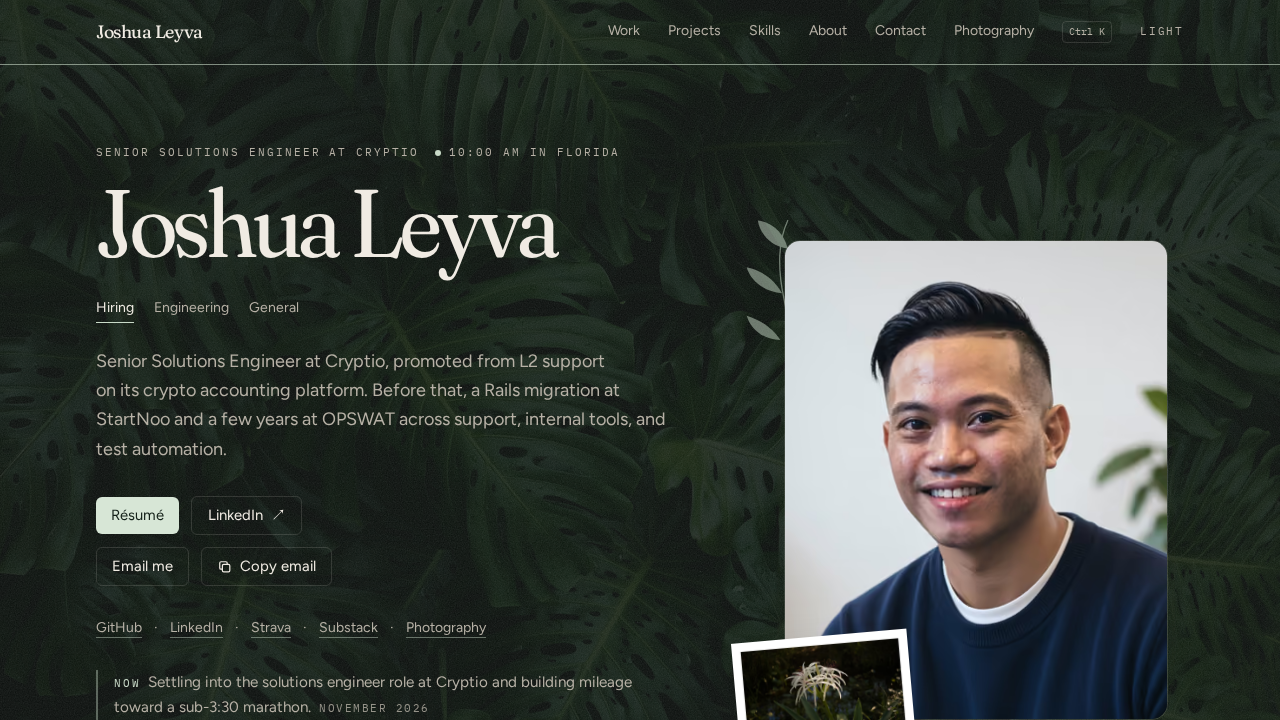 Joshua Leyva
Work Projects Skills About Contact Photography Ctrl K LIGHT
SENIOR SOLUTIONS ENGINEER AT CRYPTIO 10:00 AM IN FLORIDA
Joshua Leyva
Hiring Engineering General
Senior Solutions Engineer at Cryptio, promoted from L2 support
on its crypto accounting platform. Before that, a Rails migration at
StartNoo and a few years at OPSWAT across support, internal tools, and
test automation.
Résumé LinkedIn ↗
Email me Copy email
GitHub · LinkedIn · Strava · Substack · Photography
NOW Settling into the solutions engineer role at Cryptio and building mileage
toward a sub-3:30 marathon. NOVEMBER 2026